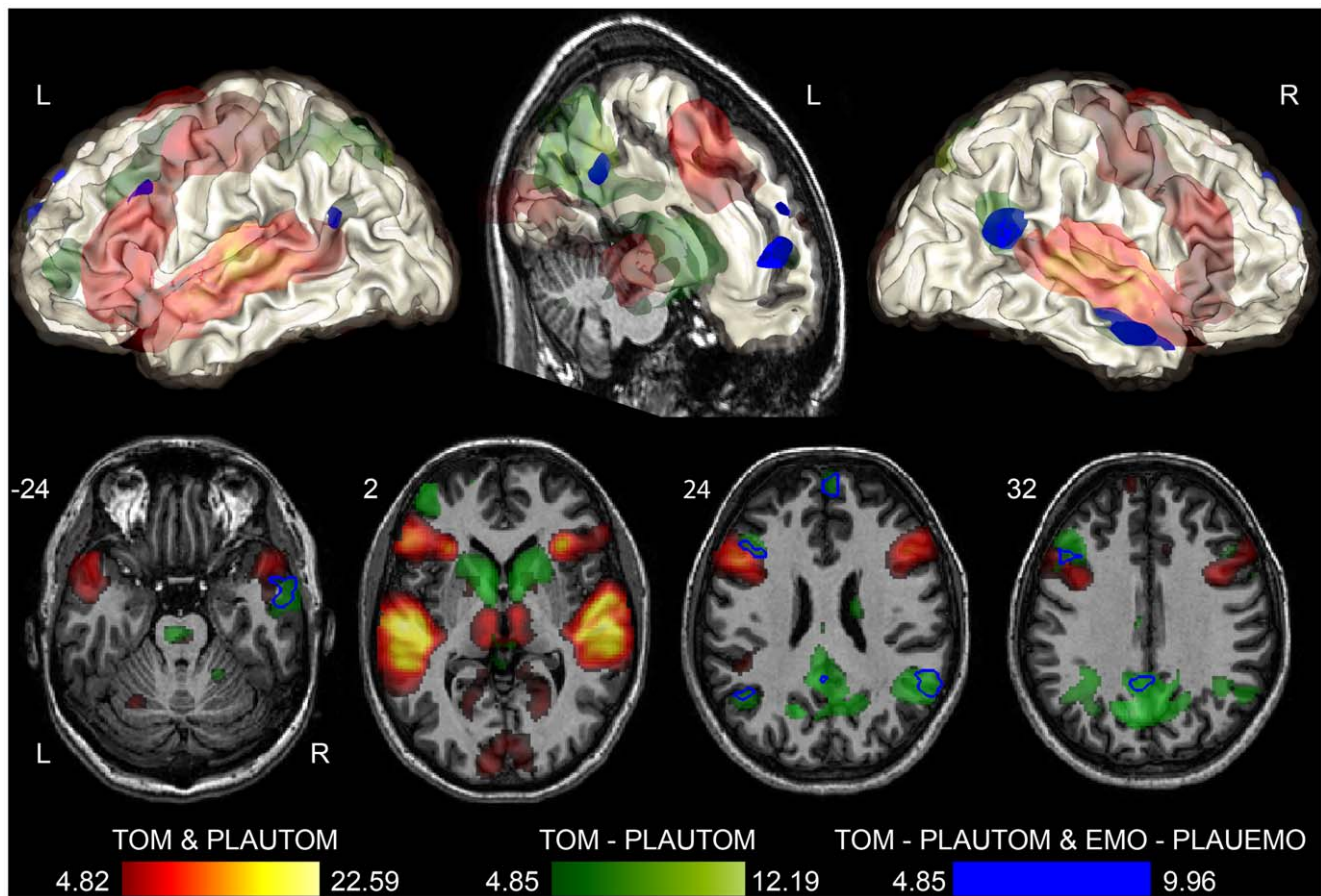 L
L
R
-24
2
24
32
L
R
TOM & PLAUTOM
TOM - PLAUTOM
TOM - PLAUTOM & EMO - PLAUEMO
4.82
22.59
4.85
12.19
4.85
9.96